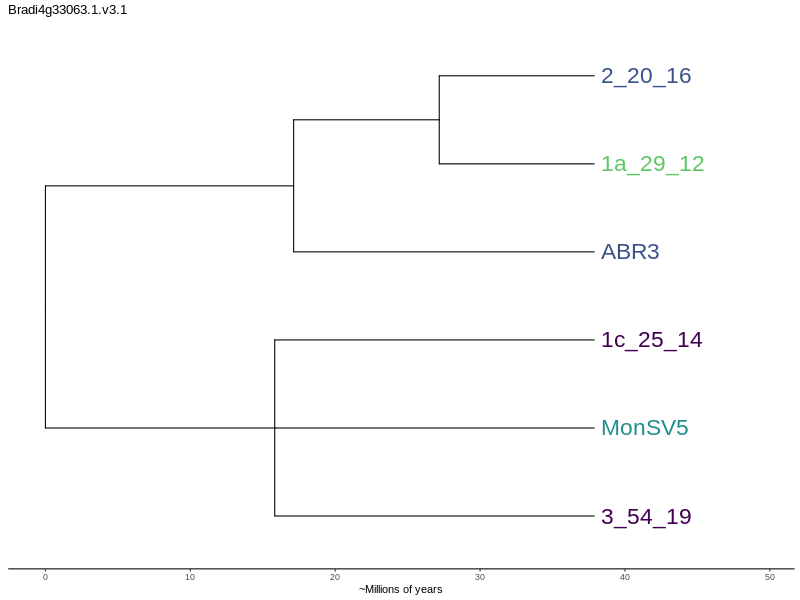 Bradi4g33063.1.v3.1
2_20_16
1a_29_12
ABR3
1c_25_14
MonSV5
3_54_19
0 10 20 30 40 50
~Millions of years